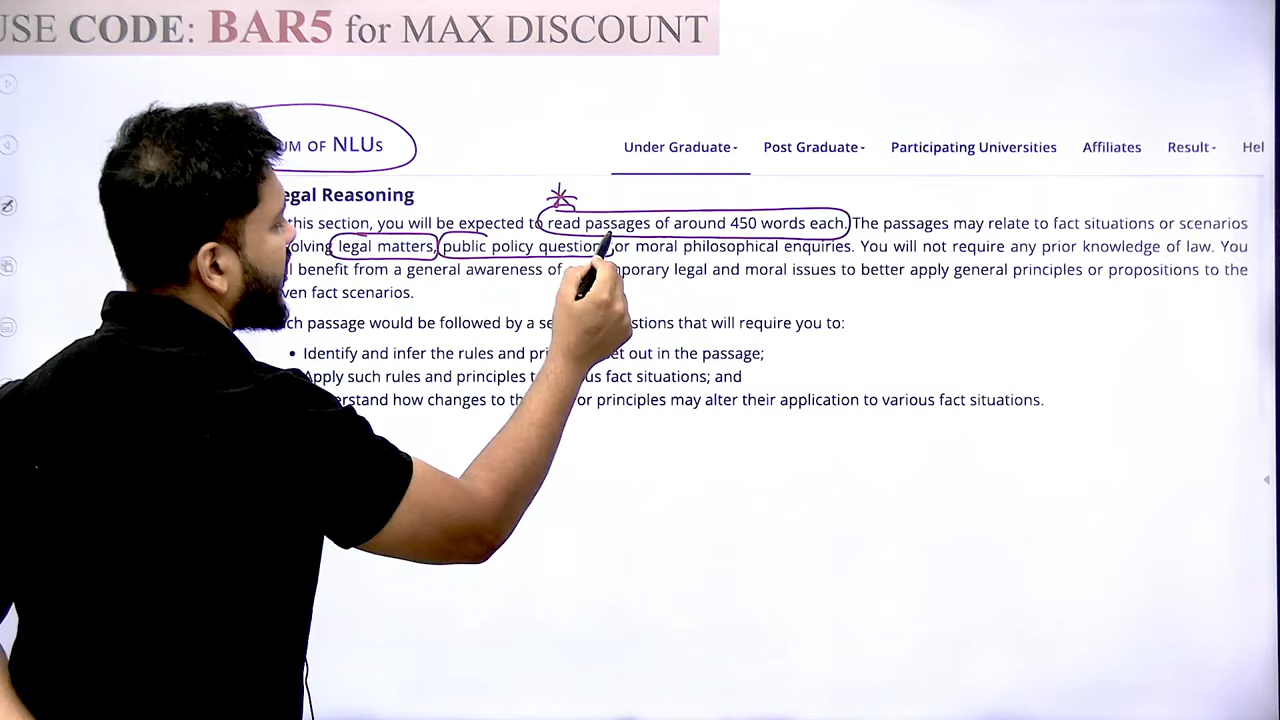 USE CODE: BAR5 for MAX DISCOUNT
UM OF NLUs
Under Graduate Post Graduate Participating Universities Affiliates Result Hel
egal Reasoning
this section, you will be expected to read passages of around 450 words each. The passages may relate to fact situations or scenarios
olving legal matters, public policy question or moral philosophical enquiries. You will not require any prior knowledge of law. You
l benefit from a general awareness of porary legal and moral issues to better apply general principles or propositions to the
ven fact scenarios.
ch passage would be followed by a se stions that will require you to:
• Identify and infer the rules and pri et out in the passage;
Apply such rules and principles t us fact situations; and
erstand how changes to th or principles may alter their application to various fact situations.